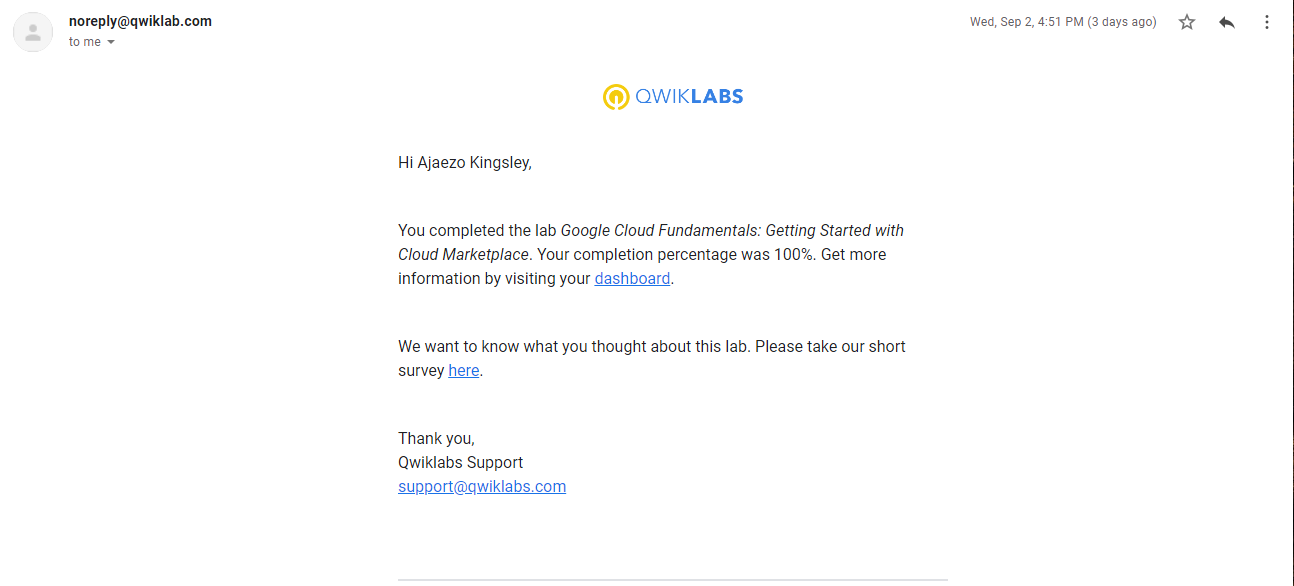 noreply@qwiklab.com
Wed, Sep 2, 4:51 PM (3 days ago)
to me
QWIKLABS
Hi Ajaezo Kingsley,
You completed the lab Google Cloud Fundamentals: Getting Started with
Cloud Marketplace. Your completion percentage was 100%. Get more
information by visiting your dashboard.
We want to know what you thought about this lab. Please take our short
survey here.
Thank you,
Qwiklabs Support
support@qwiklabs.com